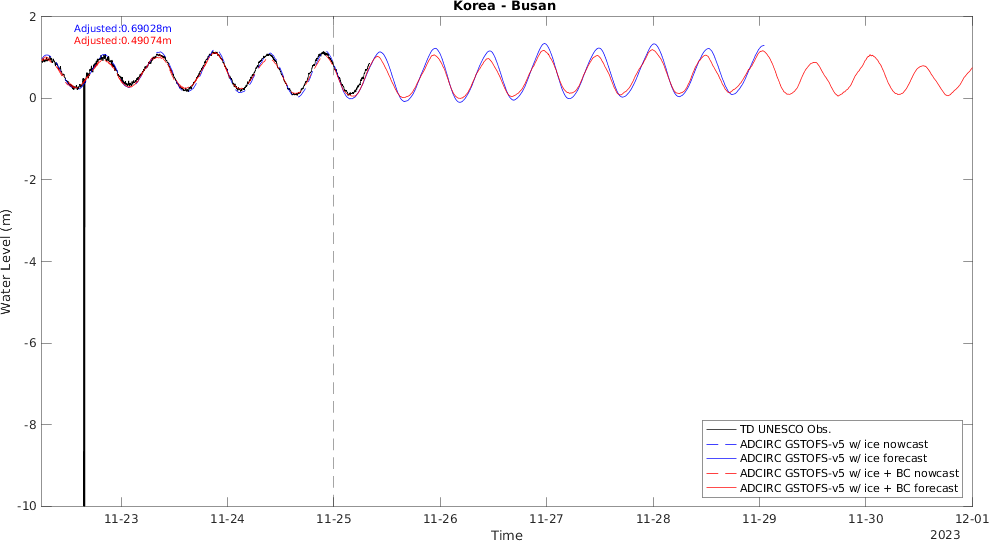 Korea - Busan
Adjusted:0.69028m
Adjusted:0.49074m
2
0
-2
-4
-6
-8
-10
Water Level (m)
TD UNESCO Obs.
ADCIRC GSTOFS-v5 w/ ice nowcast
ADCIRC GSTOFS-v5 w/ ice forecast
ADCIRC GSTOFS-v5 w/ ice + BC nowcast
ADCIRC GSTOFS-v5 w/ ice + BC forecast
11-23 11-24 11-25 11-26 11-27 11-28 11-29 11-30 12-01
Time
2023